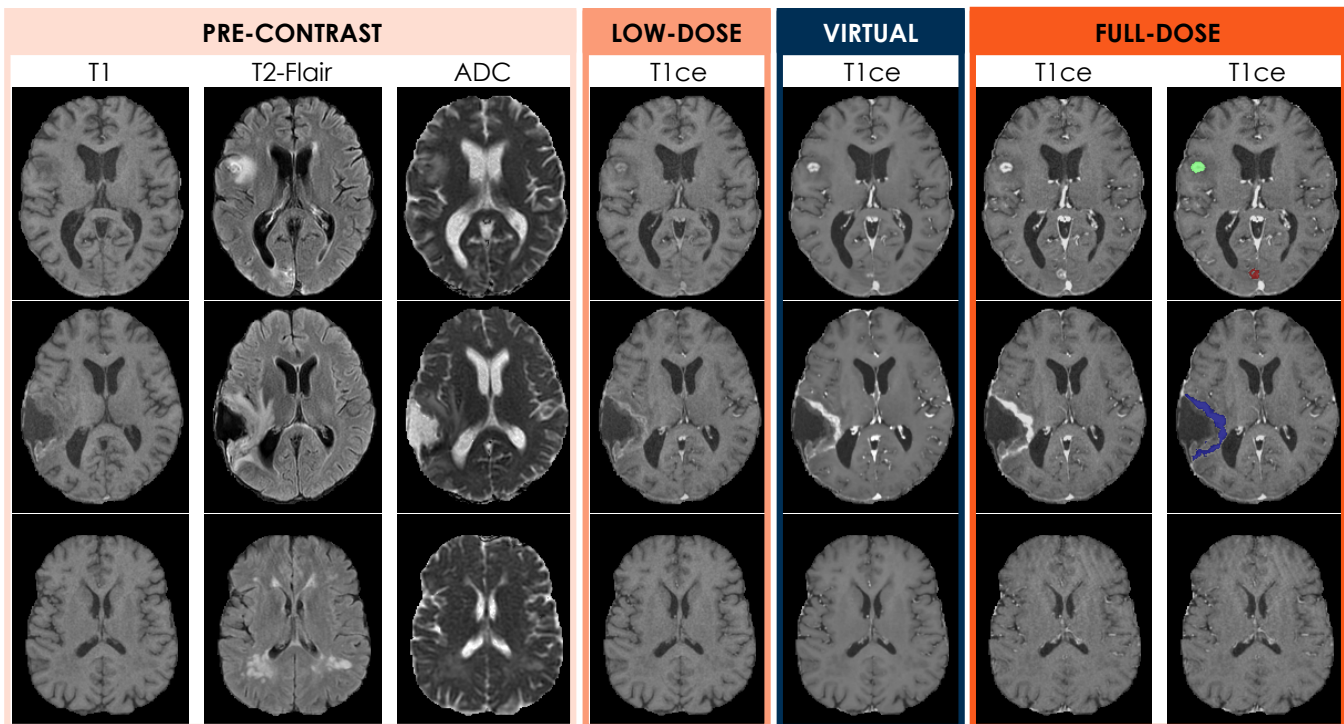 PRE-CONTRAST LOW-DOSE VIRTUAL FULL-DOSE
T1 T2-Flair ADC T1ce T1ce T1ce T1ce